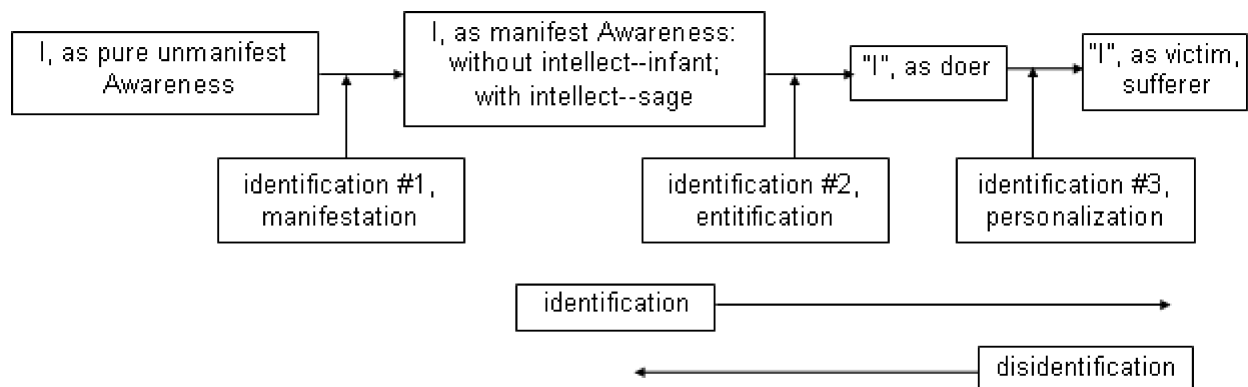 I, as pure unmanifest
Awareness
I, as manifest Awareness:
without intellect--infant;
with intellect--sage
"I", as doer
"I", as victim,
sufferer
identification #1,
manifestation
identification #2,
entitification
identification #3,
personalization
identification
disidentification